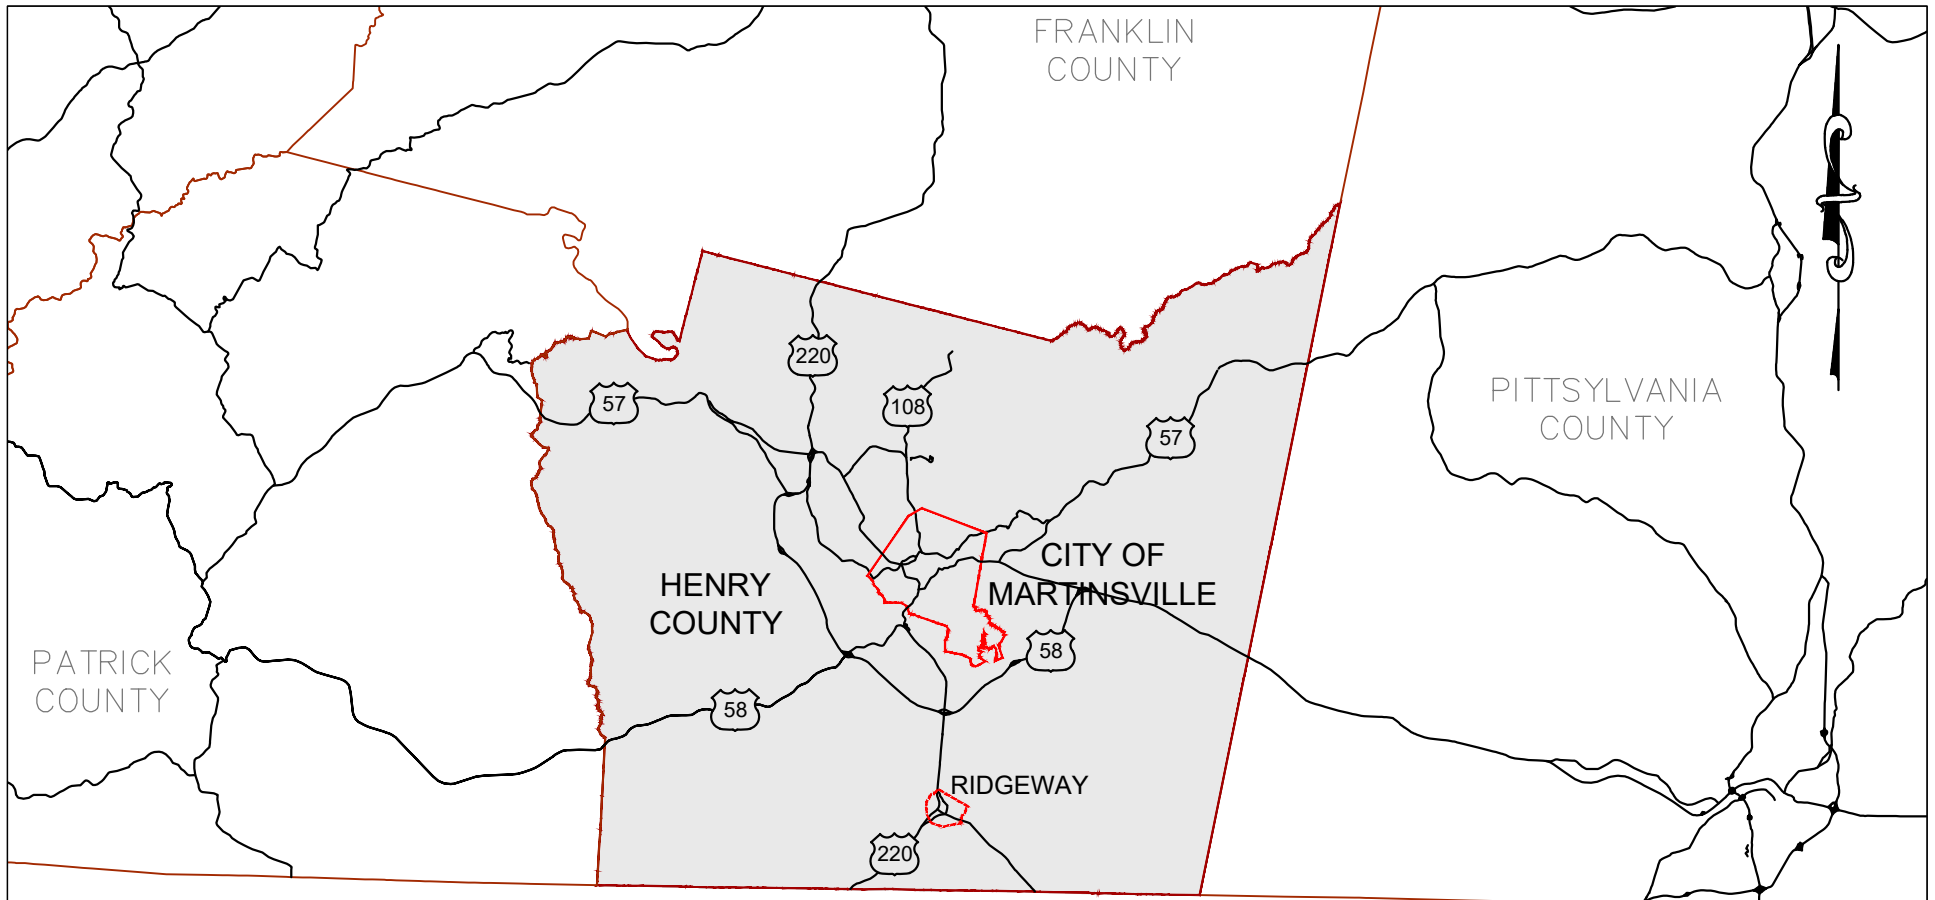 FRANKLIN
COUNTY
220
57
108
57
PITTSYLVANIA
COUNTY
HENRY
COUNTY
CITY OF
MARTINSVILLE
58
58
PATRICK
COUNTY
RIDGEWAY
220